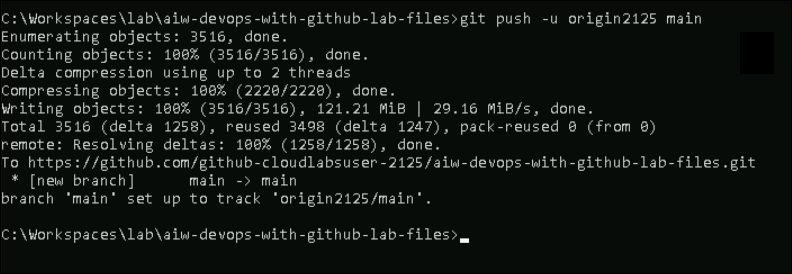 C:\Workspaces\lab\aiw-devops-with-github-lab-files>git push -u origin2125 main
Enumerating objects: 3516, done.
Counting objects: 100% (3516/3516), done.
Delta compression using up to 2 threads
Compressing objects: 100% (2220/2220), done.
Writing objects: 100% (3516/3516), 121.21 MiB | 29.16 MiB/s, done.
Total 3516 (delta 1258), reused 3498 (delta 1247), pack-reused 0 (from 0)
remote: Resolving deltas: 100% (1258/1258), done.
To https://github.com/github-cloudlabsuser-2125/aiw-devops-with-github-lab-files.git
 * [new branch]      main -> main
branch 'main' set up to track 'origin2125/main'.
C:\Workspaces\lab\aiw-devops-with-github-lab-files>